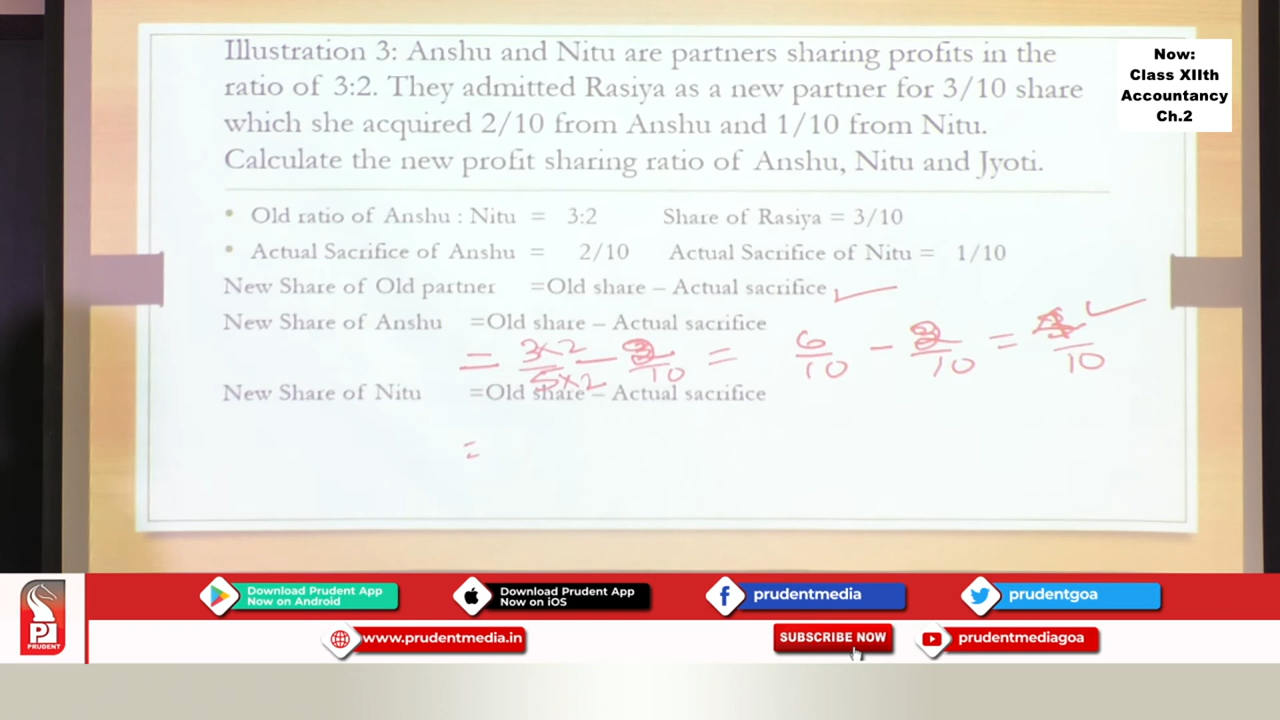 Illustration 3: Anshu and Nitu are partners sharing profits in the
ratio of 3:2. They admitted Rasiya as a new partner for 3/10 share
which she acquired 2/10 from Anshu and 1/10 from Nitu.
Calculate the new profit sharing ratio of Anshu, Nitu and Jyoti.
Now:
Class XIIth
Accountancy
Ch.2
• Old ratio of Anshu : Nitu = 3:2 Share of Rasiya = 3/10
• Actual Sacrifice of Anshu = 2/10 Actual Sacrifice of Nitu = 1/10
New Share of Old partner =Old share – Actual sacrifice
New Share of Anshu =Old share – Actual sacrifice
= 3×2/5×2 – 2/10 = 6/10 – 2/10 = 4/10
New Share of Nitu =Old share – Actual sacrifice
=
Download Prudent App
Now on Android
Download Prudent App
Now on iOS
prudentmedia
prudentgoa
PRUDENT
www.prudentmedia.in
SUBSCRIBE NOW
prudentmediagoa